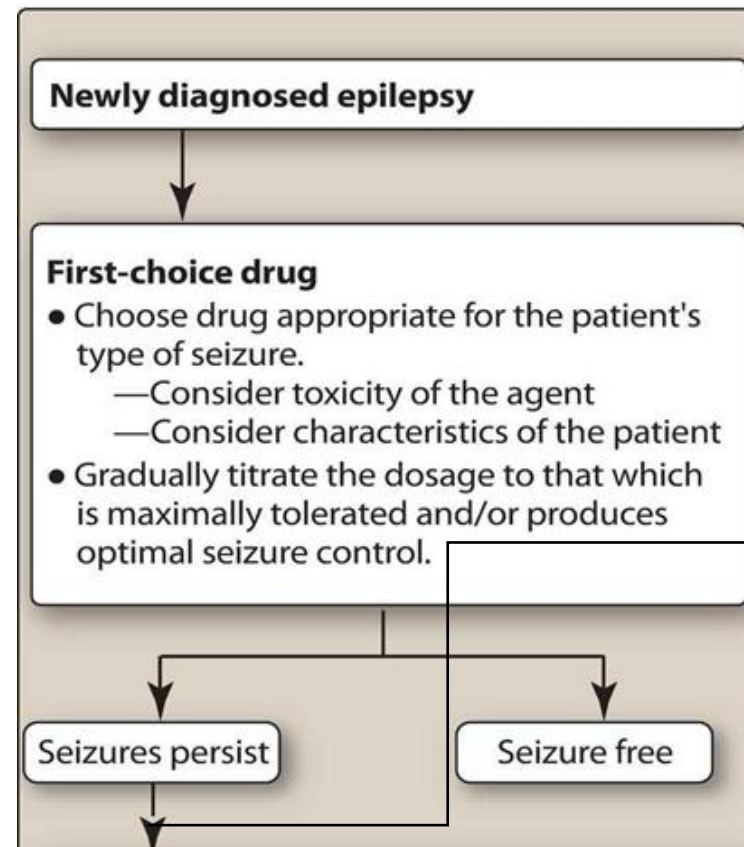 Newly diagnosed epilepsy
First-choice drug
● Choose drug appropriate for the patient's
type of seizure.
—Consider toxicity of the agent
—Consider characteristics of the patient
● Gradually titrate the dosage to that which
is maximally tolerated and/or produces
optimal seizure control.
Seizures persist
Seizure free